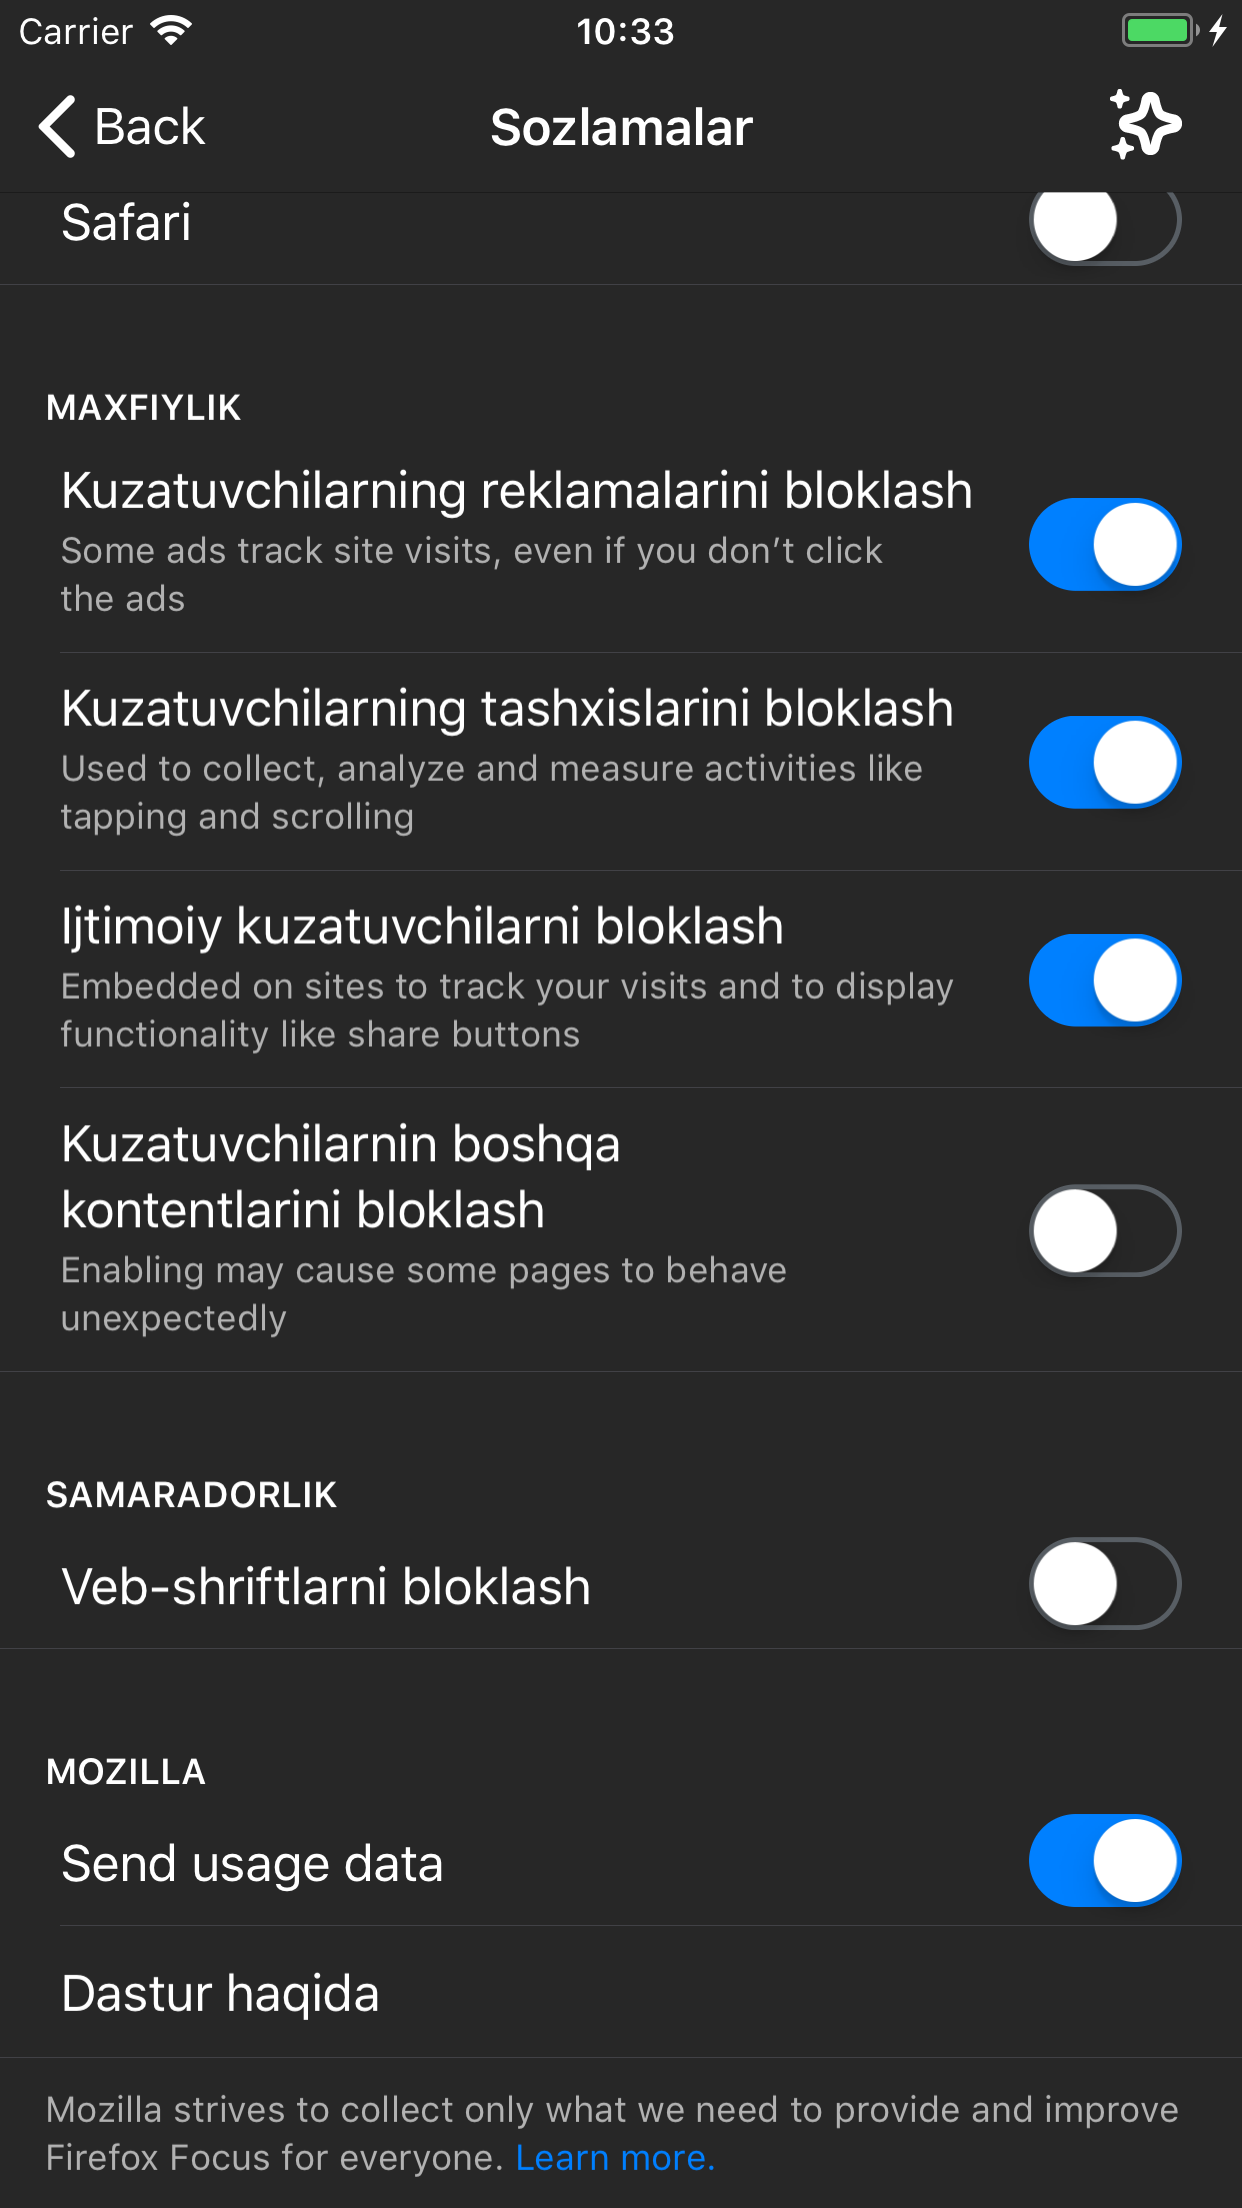 Carrier
10:33
Back
Sozlamalar
Safari
MAXFIYLIK
Kuzatuvchilarning reklamalarini bloklash
Some ads track site visits, even if you don’t click
the ads
Kuzatuvchilarning tashxislarini bloklash
Used to collect, analyze and measure activities like
tapping and scrolling
Ijtimoiy kuzatuvchilarni bloklash
Embedded on sites to track your visits and to display
functionality like share buttons
Kuzatuvchilarnin boshqa
kontentlarini bloklash
Enabling may cause some pages to behave
unexpectedly
SAMARADORLIK
Veb-shriftlarni bloklash
MOZILLA
Send usage data
Dastur haqida
Mozilla strives to collect only what we need to provide and improve
Firefox Focus for everyone. Learn more.